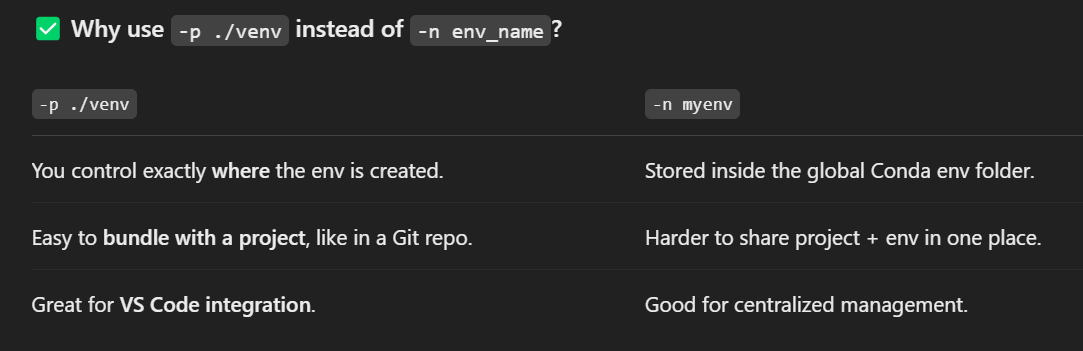 ✅ Why use -p ./venv instead of -n env_name?
-p ./venv -n myenv
You control exactly where the env is created. Stored inside the global Conda env folder.
Easy to bundle with a project, like in a Git repo. Harder to share project + env in one place.
Great for VS Code integration. Good for centralized management.